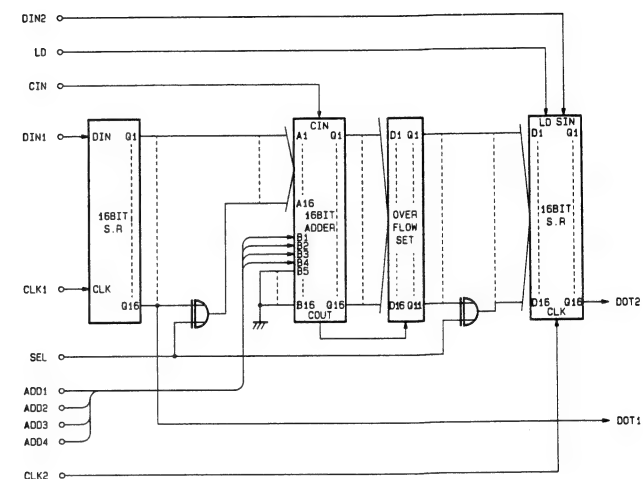 DIN2
LD
CIN
CIN
LD SIN
DIN1
DIN Q1
A1 Q1
D1 Q1
D1 Q1
16BIT
S.R
A16
16BIT
ADDER
B1
B2
B3
B4
B5
OVER
FLOW
SET
16BIT
S.R
CLK1
CLK
Q16
B16 Q16
COUT
D16 Q11
D16 Q16
CLK
DOT2
SEL
ADD1
ADD2
ADD3
ADD4
DOT1
CLK2